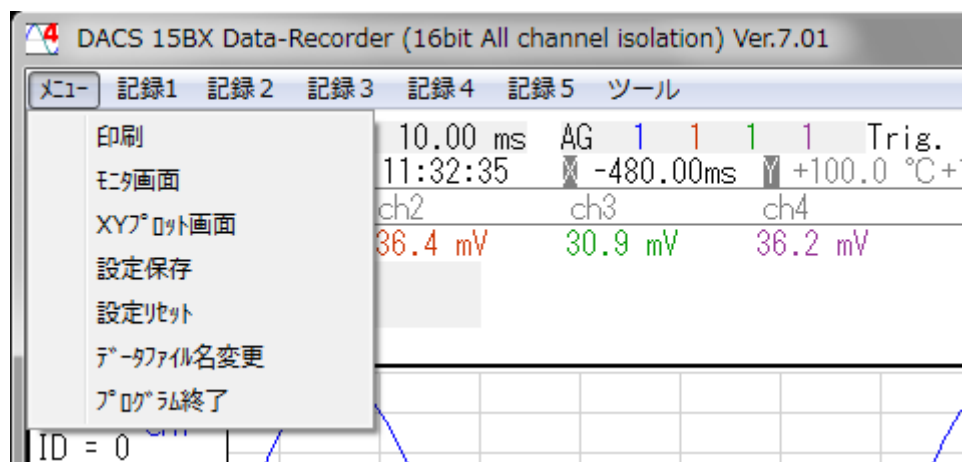 DACS 15BX Data-Recorder (16bit All channel isolation) Ver.7.01
ﾒﾆｭｰ 記録1 記録2 記録3 記録4 記録5 ツール
印刷
ﾓﾆﾀ画面
XYﾌﾟﾛｯﾄ画面
設定保存
設定ﾘｾｯﾄ
ﾃﾞｰﾀﾌｧｲﾙ名変更
ﾌﾟﾛｸﾞﾗﾑ終了
10.00 ms AG 1 1 1 1 Trig.
11:32:35 X -480.00ms Y +100.0 ℃
ch2 ch3 ch4
36.4 mV 30.9 mV 36.2 mV
ID = 0